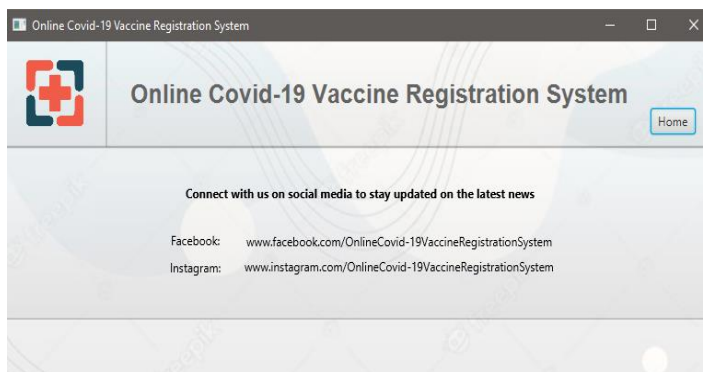 Online Covid-19 Vaccine Registration System
Online Covid-19 Vaccine Registration System
Home
Connect with us on social media to stay updated on the latest news
Facebook: www.facebook.com/OnlineCovid-19VaccineRegistrationSystem
Instagram: www.instagram.com/OnlineCovid-19VaccineRegistrationSystem